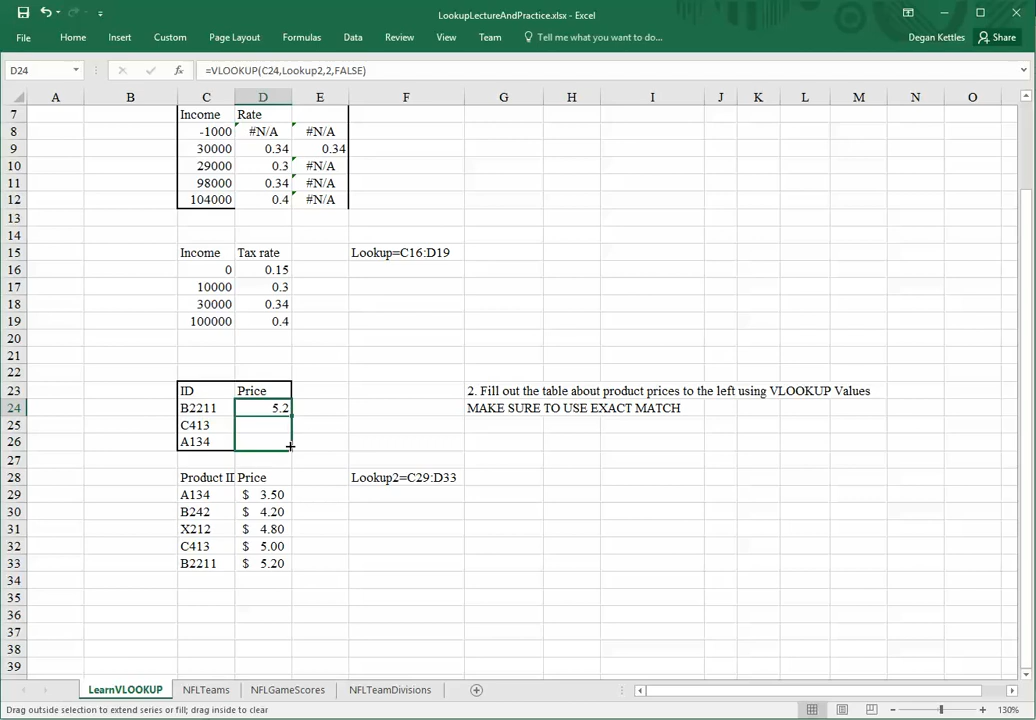 LookupLectureAndPractice.xlsx - Excel
File Home Insert Custom Page Layout Formulas Data Review View Team Tell me what you want to do... Degan Kettles Share
D24 fx =VLOOKUP(C24,Lookup2,2,FALSE)
A B C D E F G H I J K L M N O
7 Income Rate
8 -1000 #N/A #N/A
9 30000 0.34 0.34
10 29000 0.3 #N/A
11 98000 0.34 #N/A
12 104000 0.4 #N/A
13
14
15 Income Tax rate Lookup=C16:D19
16 0 0.15
17 10000 0.3
18 30000 0.34
19 100000 0.4
20
21
22
23 ID Price 2. Fill out the table about product prices to the left using VLOOKUP Values
24 B2211 5.2 MAKE SURE TO USE EXACT MATCH
25 C413
26 A134
27
28 Product ID Price Lookup2=C29:D33
29 A134 $ 3.50
30 B242 $ 4.20
31 X212 $ 4.80
32 C413 $ 5.00
33 B2211 $ 5.20
34
35
36
37
38
39
LearnVLOOKUP NFLTeams NFLGameScores NFLTeamDivisions
Drag outside selection to extend series or fill; drag inside to clear 130%